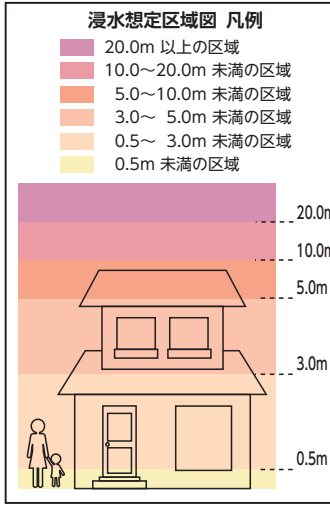 浸水想定区域図 凡例
20.0m 以上の区域
10.0～20.0m 未満の区域
5.0～10.0m 未満の区域
3.0～ 5.0m 未満の区域
0.5～ 3.0m 未満の区域
0.5m 未満の区域
20.0m
10.0m
5.0m
3.0m
0.5m